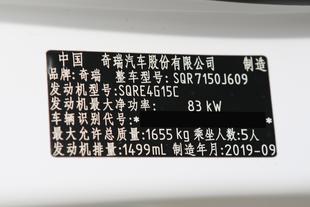 中国 奇瑞汽车股份有限公司 制造
品牌:奇瑞 整车型号:SQR7150J609
发动机型号:SQRE4G15C
发动机最大净功率: 83 kW
车辆识别代号:* *
最大允许总质量:1655 kg 乘坐人数:5人
发动机排量:1499mL 制造年月:2019-09